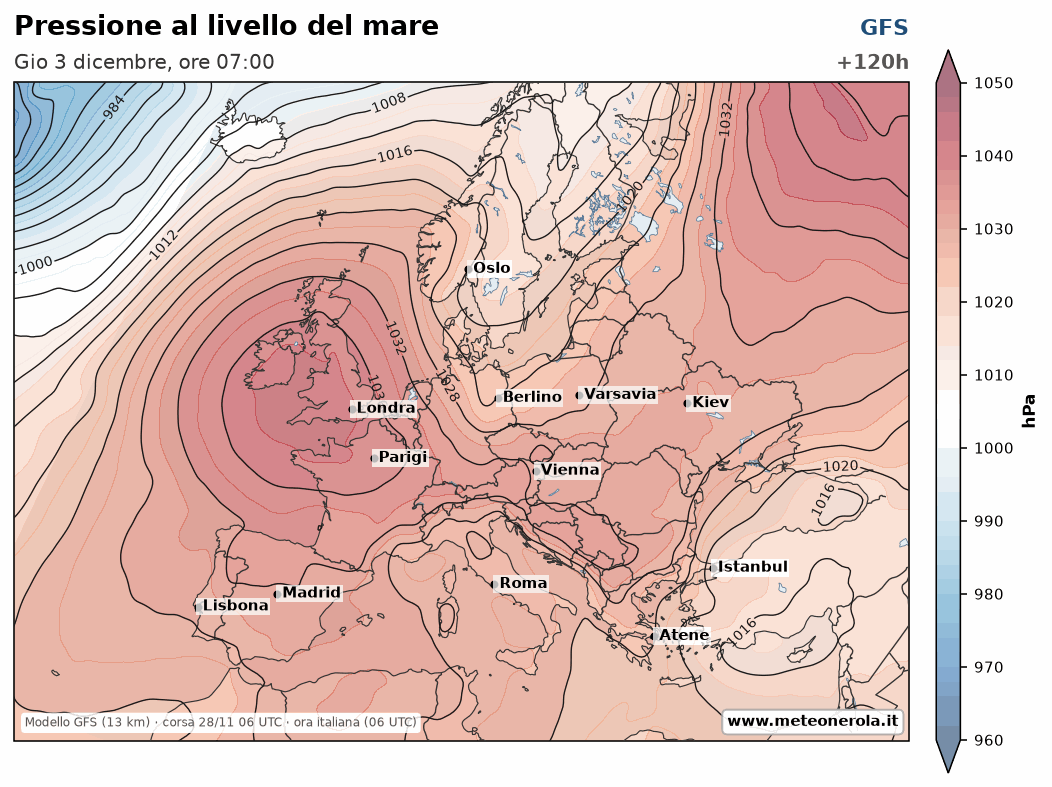 Pressione al livello del mare
GFS
Gio 3 dicembre, ore 07:00
+120h
984
1008
1032
1050
1016
1040
1020
1012
1000
Oslo
1030
1020
1032
1028
103
Berlino
Varsavia
Kiev
Londra
1010
hPa
Parigi
Vienna
1020
1000
1016
990
Istanbul
Roma
Madrid
Lisbona
980
Atene
1016
970
Modello GFS (13 km) · corsa 28/11 06 UTC · ora italiana (06 UTC)
www.meteonerola.it
960